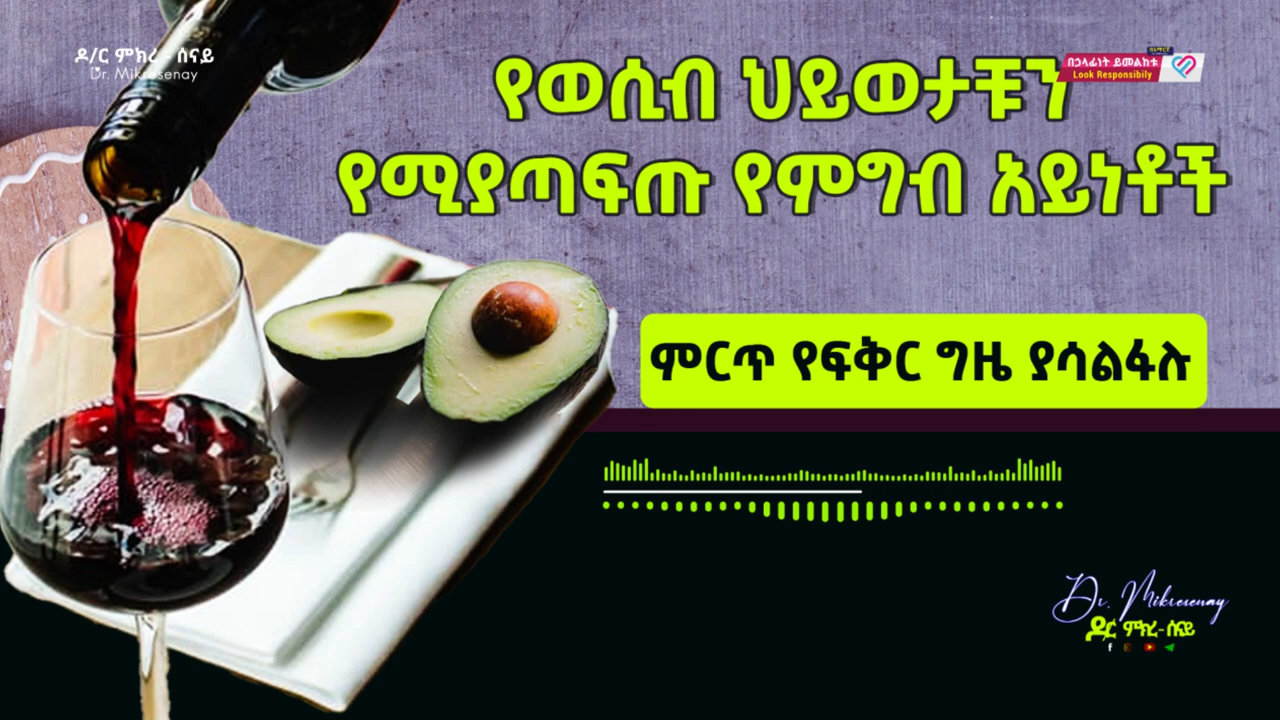 ዶ/ር ምክረ - ሰናይ
Dr. Mikresenay
በኃላፊነት ይመልከቱ
Look Responsibily
የወሲብ ህይወታቹን
የሚያጣፍጡ የምግብ አይነቶች
ምርጥ የፍቅር ግዜ ያሳልፋሉ
Dr. Mikresenay
ዶር ምክረ-ሰናይ